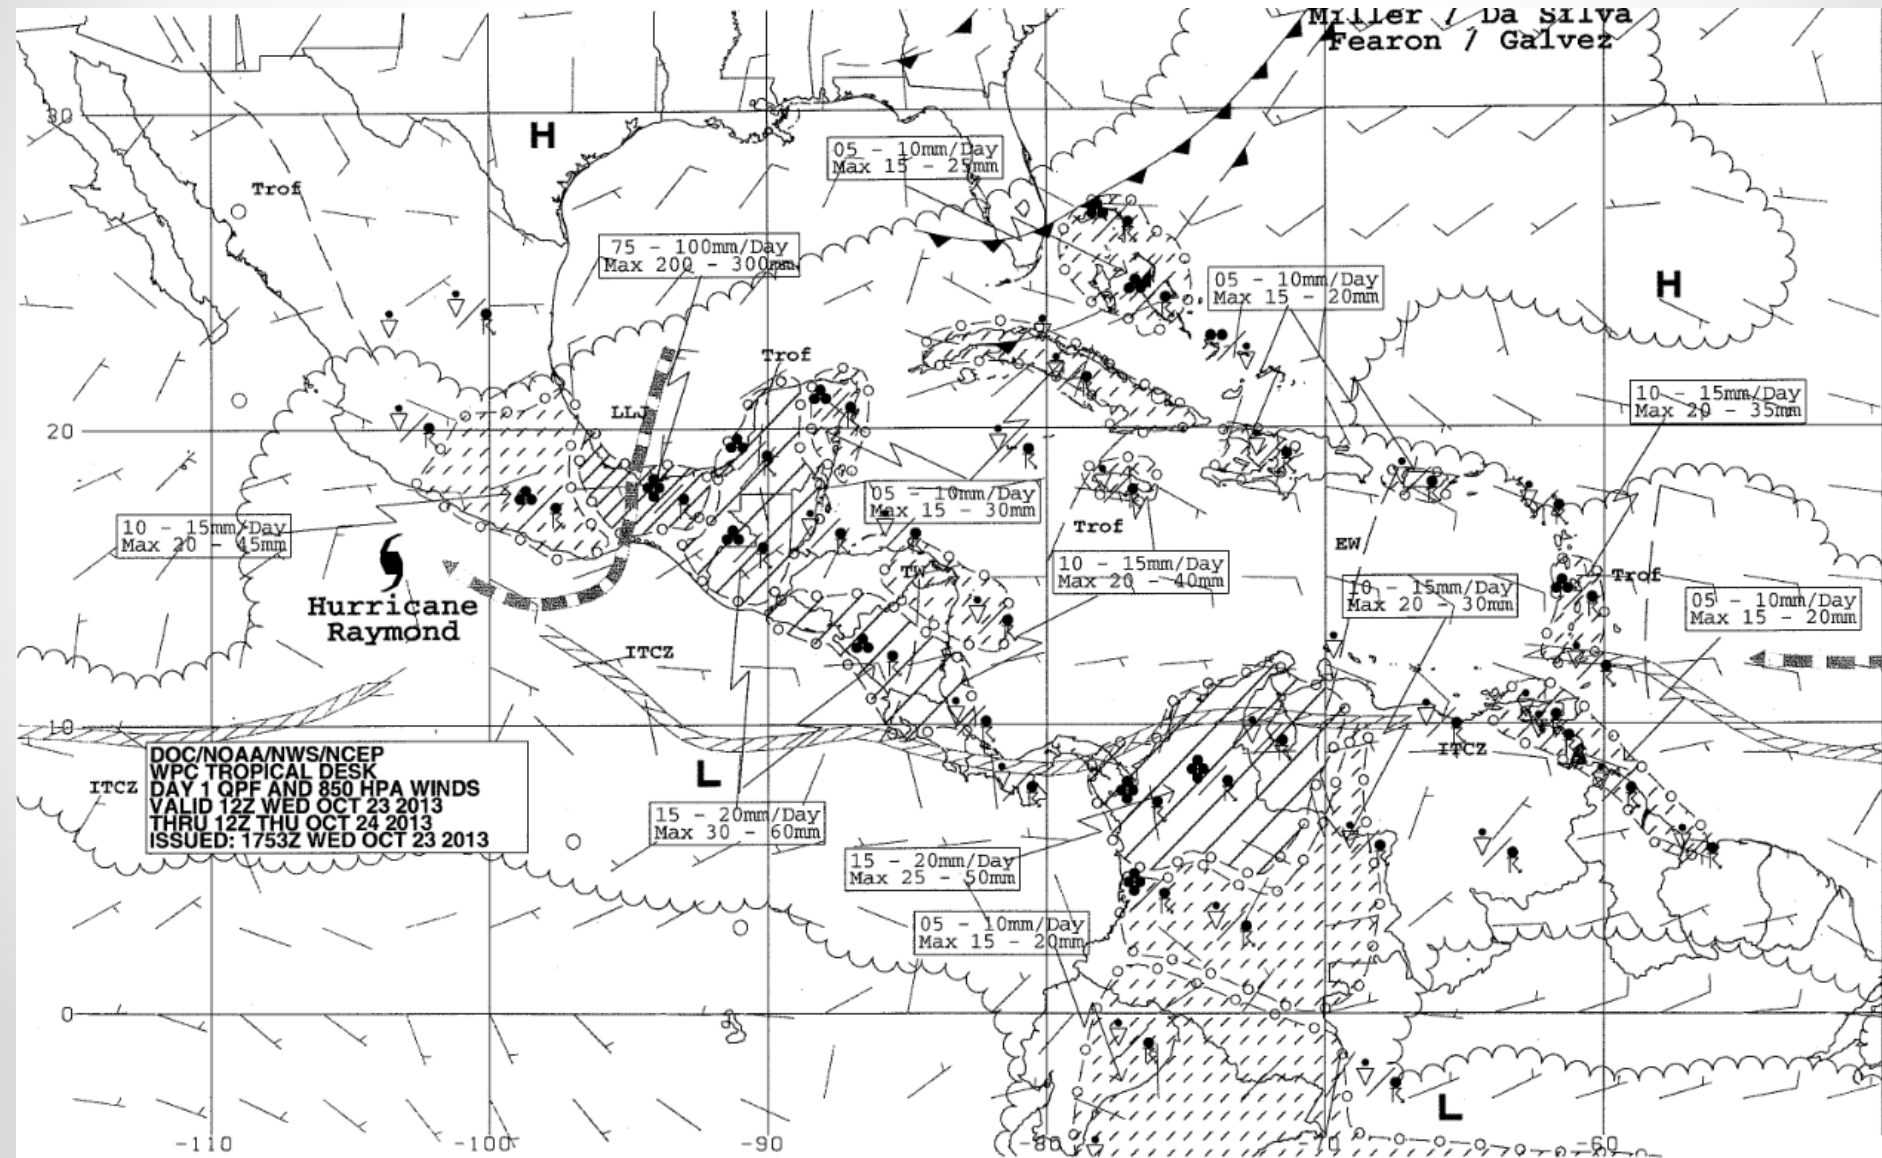 Miller / Da Silva
Fearon / Galvez
30
H
05 - 10mm/Day
Max 15 - 25mm
Trof
75 - 100mm/Day
Max 200 - 300mm
05 - 10mm/Day
Max 15 - 20mm
H
Trof
LLJ
10 - 15mm/Day
Max 20 - 35mm
20
05 - 10mm/Day
Max 15 - 30mm
10 - 15mm/Day
Max 20 - 45mm
Trof
EW
10 - 15mm/Day
Max 20 - 40mm
TW
10 - 15mm/Day
Max 20 - 30mm
Trof
05 - 10mm/Day
Max 15 - 20mm
Hurricane
Raymond
ITCZ
10
ITCZ
L
ITCZ
DOC/NOAA/NWS/NCEP
WPC TROPICAL DESK
DAY 1 QPF AND 850 HPA WINDS
VALID 12Z WED OCT 23 2013
THRU 12Z THU OCT 24 2013
ISSUED: 1753Z WED OCT 23 2013
15 - 20mm/Day
Max 30 - 60mm
15 - 20mm/Day
Max 25 - 50mm
05 - 10mm/Day
Max 15 - 20mm
0
L
-110
-100
-90
-80
-70
-60